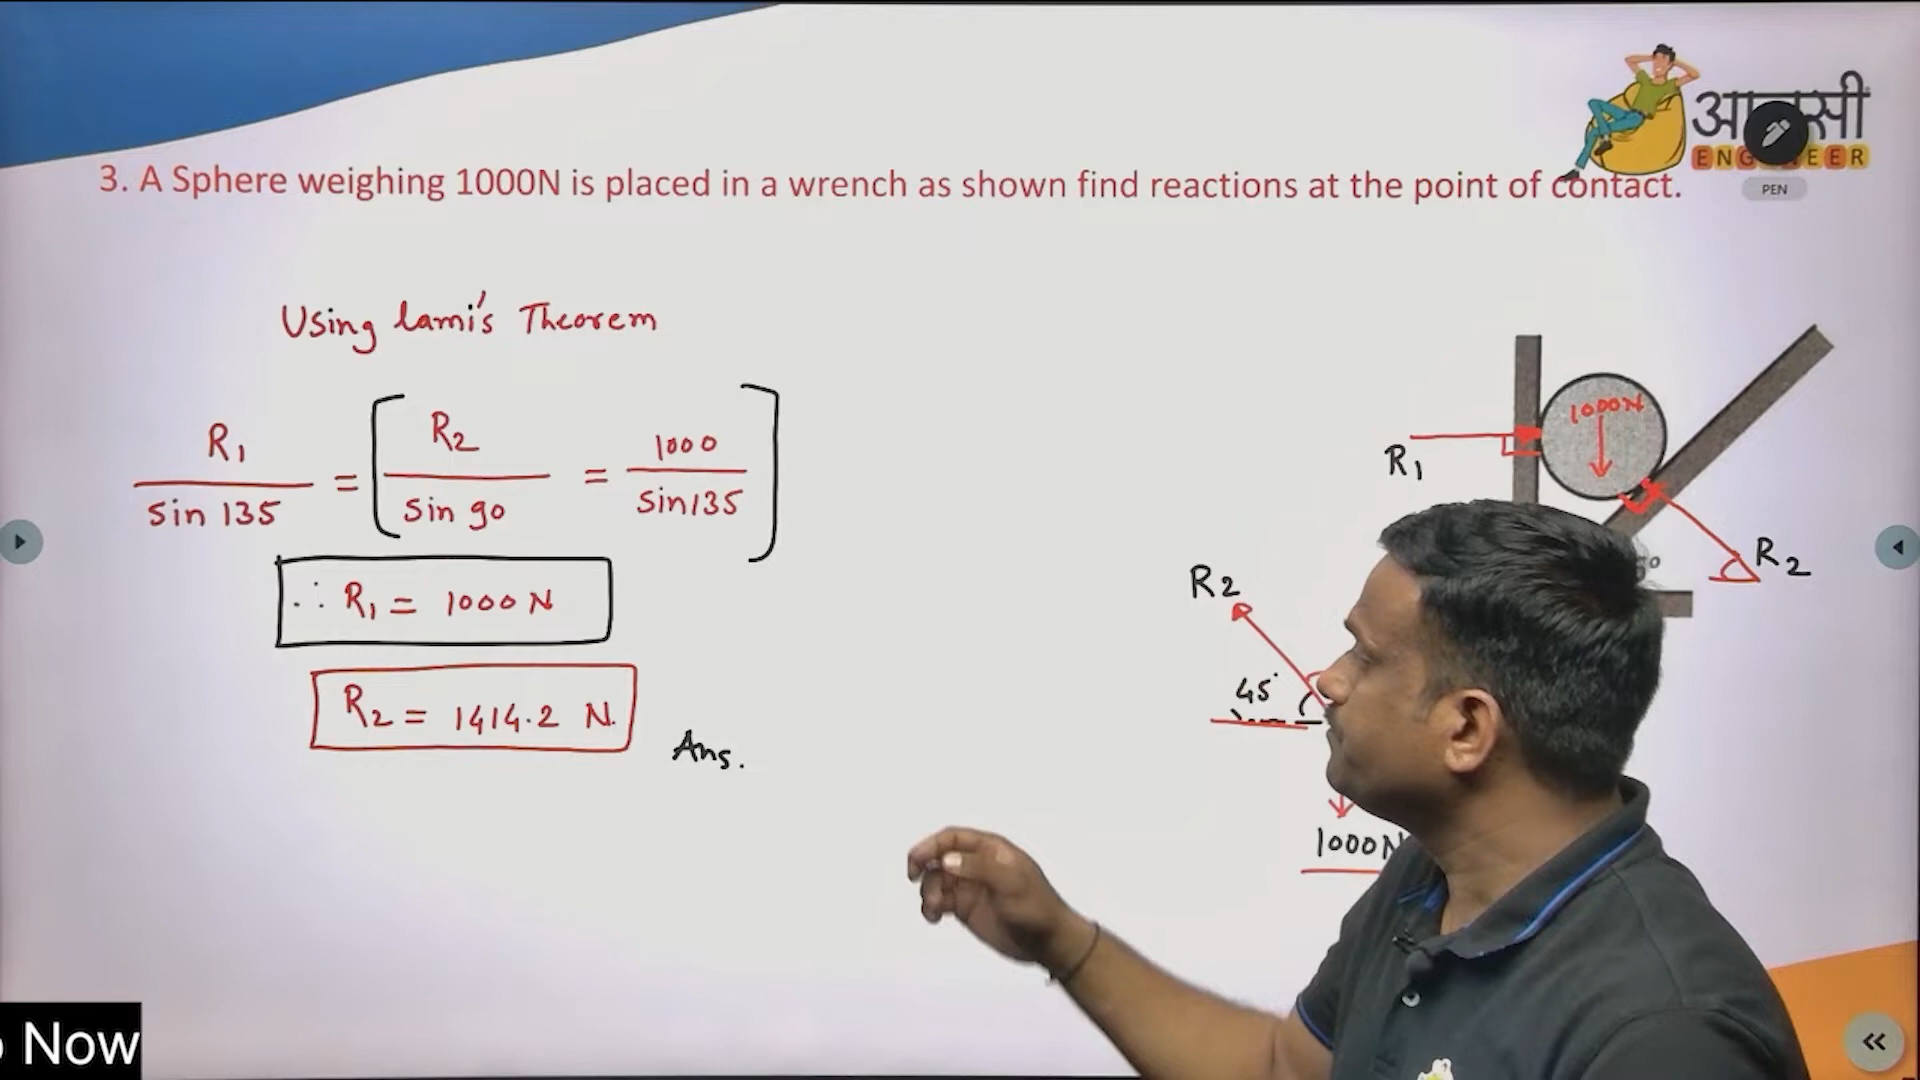 आलसी
ENGINEER
PEN
3. A Sphere weighing 1000N is placed in a wrench as shown find reactions at the point of contact.
Using lami's Theorem
R₁ / sin 135 = [ R₂ / sin 90 = 1000 / sin 135 ]
∴ R₁ = 1000 N
R₂ = 1414.2 N.
Ans.
1000N
R₁
R₂
R₂
45°
1000N
Now